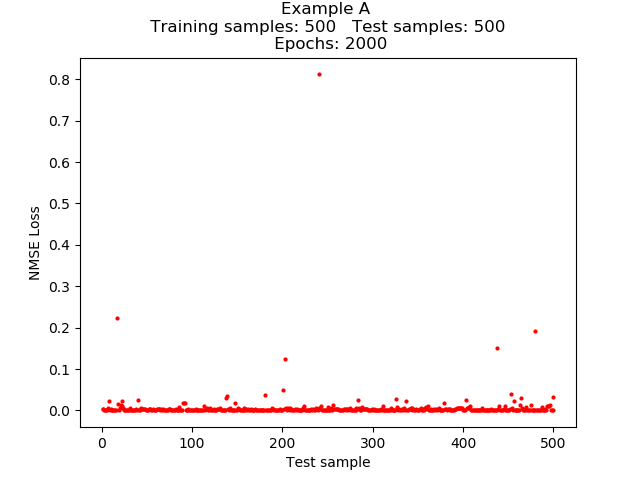 Example A
Training samples: 500   Test samples: 500
Epochs: 2000
0.8
0.7
0.6
0.5
0.4
0.3
0.2
0.1
0.0
NMSE Loss
0 100 200 300 400 500
Test sample